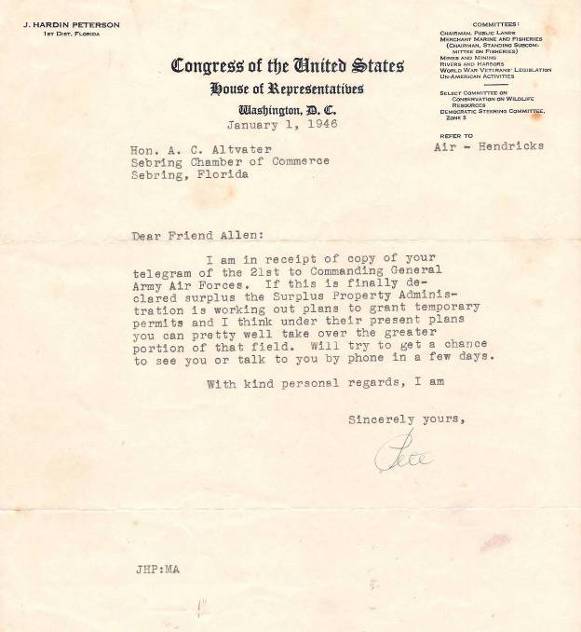 J. HARDIN PETERSON
1ST DIST. FLORIDA
COMMITTEES:
CHAIRMAN, PUBLIC LANDS
MERCHANT MARINE AND FISHERIES
(CHAIRMAN, STANDING SUBCOM-
MITTEE ON FISHERIES)
MINES AND MINING
RIVERS AND HARBORS
WORLD WAR VETERANS' LEGISLATION
UN-AMERICAN ACTIVITIES
SELECT COMMITTEE ON
CONSERVATION ON WILDLIFE
RESOURCES
DEMOCRATIC STEERING COMMITTEE,
ZONE 5
Congress of the United States
House of Representatives
Washington, D. C.
January 1, 1946
REFER TO
Air - Hendricks
Hon. A. C. Altvater
Sebring Chamber of Commerce
Sebring, Florida
Dear Friend Allen:
I am in receipt of copy of your
telegram of the 21st to Commanding General
Army Air Forces. If this is finally de-
clared surplus the Surplus Property Adminis-
tration is working out plans to grant temporary
permits and I think under their present plans
you can pretty well take over the greater
portion of that field. Will try to get a chance
to see you or talk to you by phone in a few days.
With kind personal regards, I am
Sincerely yours,
Pete
JHP:MA